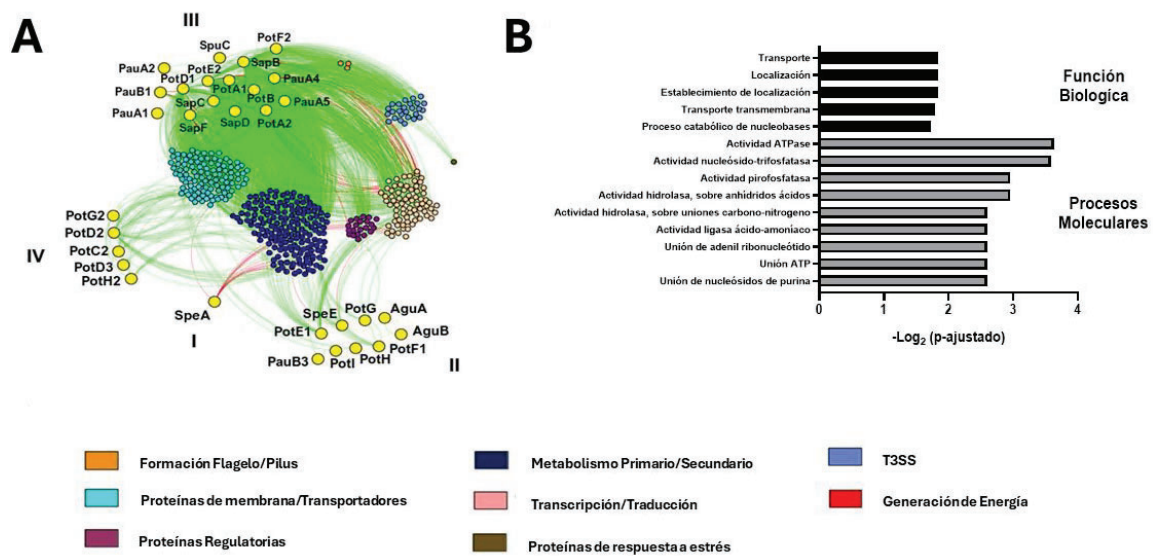 A
III
SpuC
PotF2
PauA2
PotD1
PotE2
SapB
PauB1
PotA1
PauA4
PauA1
SapC
PotB
PauA5
SapF
SapD
PotA2
PotG2
PotD2
IV
PotC2
PotD3
PotH2
SpeA
I
SpeE
PotG
AguA
PotE1
AguB
PauB3
PotI
PotH
PotF1
II
B
Transporte
Localización
Establecimiento de localización
Transporte transmembrana
Proceso catabólico de nucleobases
Actividad ATPase
Actividad nucleósido-trifosfatasa
Actividad pirofosfatasa
Actividad hidrolasa, sobre anhídridos ácidos
Actividad hidrolasa, sobre uniones carbono-nitrogeno
Actividad ligasa ácido-amoníaco
Unión de adenil ribonucleótido
Unión ATP
Unión de nucleósidos de purina
0 1 2 3 4
-Log2 (p-ajustado)
Función
Biologíca
Procesos
Moleculares
Formación Flagelo/Pilus
Metabolismo Primario/Secundario
T3SS
Proteínas de membrana/Transportadores
Transcripción/Traducción
Generación de Energía
Proteínas Regulatorias
Proteínas de respuesta a estrés